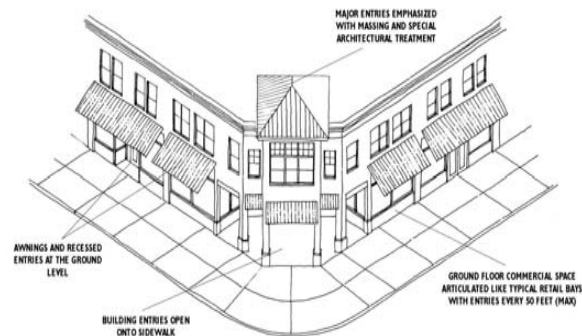 MAJOR ENTRIES EMPHASIZED
WITH MASSING AND SPECIAL
ARCHITECTURAL TREATMENT
AWNINGS AND RECESSED
ENTRIES AT THE GROUND
LEVEL
BUILDING ENTRIES OPEN
ONTO SIDEWALK
GROUND FLOOR COMMERCIAL SPACE
ARTICULATED LIKE TYPICAL RETAIL BAYS
WITH ENTRIES EVERY 50 FEET (MAX)